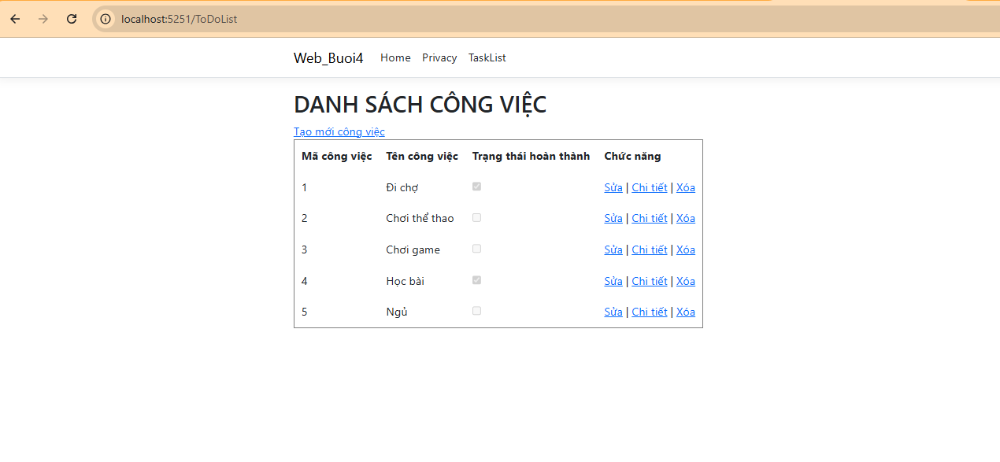 localhost:5251/ToDoList
Web_Buoi4 Home Privacy TaskList
DANH SÁCH CÔNG VIỆC
Tạo mới công việc
Mã công việc Tên công việc Trạng thái hoàn thành Chức năng
1 Đi chợ Sửa | Chi tiết | Xóa
2 Chơi thể thao Sửa | Chi tiết | Xóa
3 Chơi game Sửa | Chi tiết | Xóa
4 Học bài Sửa | Chi tiết | Xóa
5 Ngủ Sửa | Chi tiết | Xóa